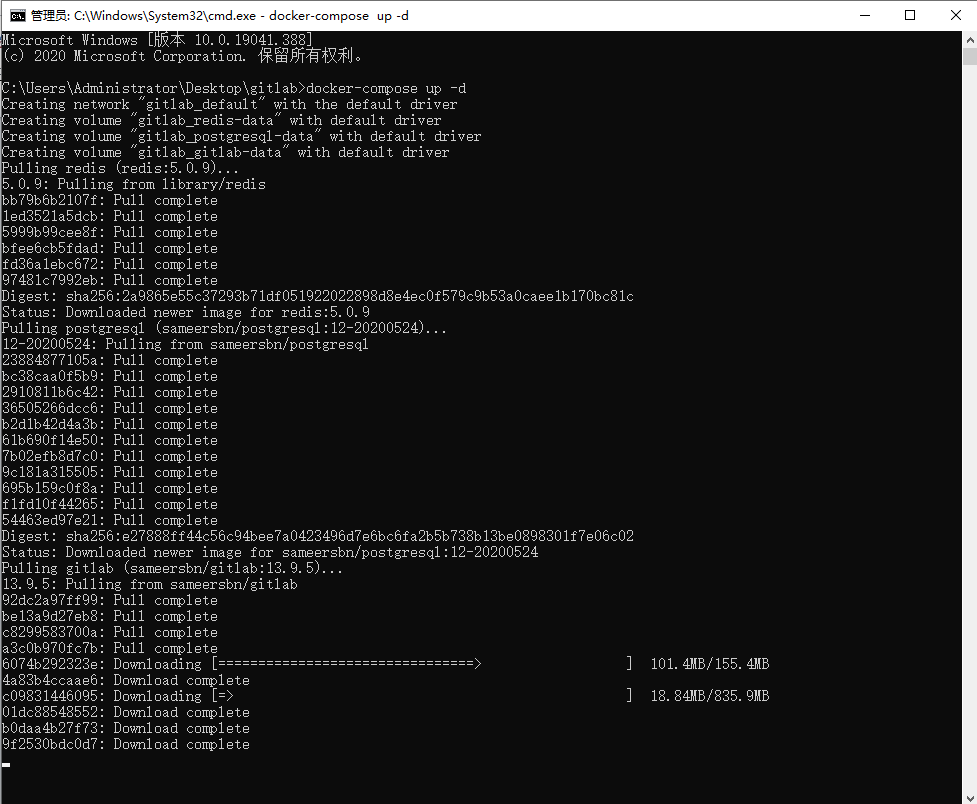 管理员: C:\Windows\System32\cmd.exe - docker-compose  up -d
Microsoft Windows [版本 10.0.19041.388]
(c) 2020 Microsoft Corporation. 保留所有权利。
C:\Users\Administrator\Desktop\gitlab>docker-compose up -d
Creating network "gitlab_default" with the default driver
Creating volume "gitlab_redis-data" with default driver
Creating volume "gitlab_postgresql-data" with default driver
Creating volume "gitlab_gitlab-data" with default driver
Pulling redis (redis:5.0.9)...
5.0.9: Pulling from library/redis
bb79b6b2107f: Pull complete
1ed3521a5dcb: Pull complete
5999b99cee8f: Pull complete
bfee6cb5fdad: Pull complete
fd36a1ebc672: Pull complete
97481c7992eb: Pull complete
Digest: sha256:2a9865e55c37293b71df051922022898d8e4ec0f579c9b53a0caee1b170bc81c
Status: Downloaded newer image for redis:5.0.9
Pulling postgresql (sameersbn/postgresql:12-20200524)...
12-20200524: Pulling from sameersbn/postgresql
23884877105a: Pull complete
bc38caa0f5b9: Pull complete
2910811b6c42: Pull complete
36505266dcc6: Pull complete
b2d1b42d4a3b: Pull complete
61b690f14e50: Pull complete
7b02efb8d7c0: Pull complete
9c181a315505: Pull complete
695b159c0f8a: Pull complete
f1fd10f44265: Pull complete
54463ed97e21: Pull complete
Digest: sha256:e27888ff44c56c94bee7a0423496d7e6bc6fa2b5b738b13be0898301f7e06c02
Status: Downloaded newer image for sameersbn/postgresql:12-20200524
Pulling gitlab (sameersbn/gitlab:13.9.5)...
13.9.5: Pulling from sameersbn/gitlab
92dc2a97ff99: Pull complete
be13a9d27eb8: Pull complete
c8299583700a: Pull complete
a3c0b970fc7b: Pull complete
6074b292323e: Downloading [================================>                  ]  101.4MB/155.4MB
4a83b4ccaae6: Download complete
c09831446095: Downloading [=>                                                 ]  18.84MB/835.9MB
01dc88548552: Download complete
b0daa4b27f73: Download complete
9f2530bdc0d7: Download complete